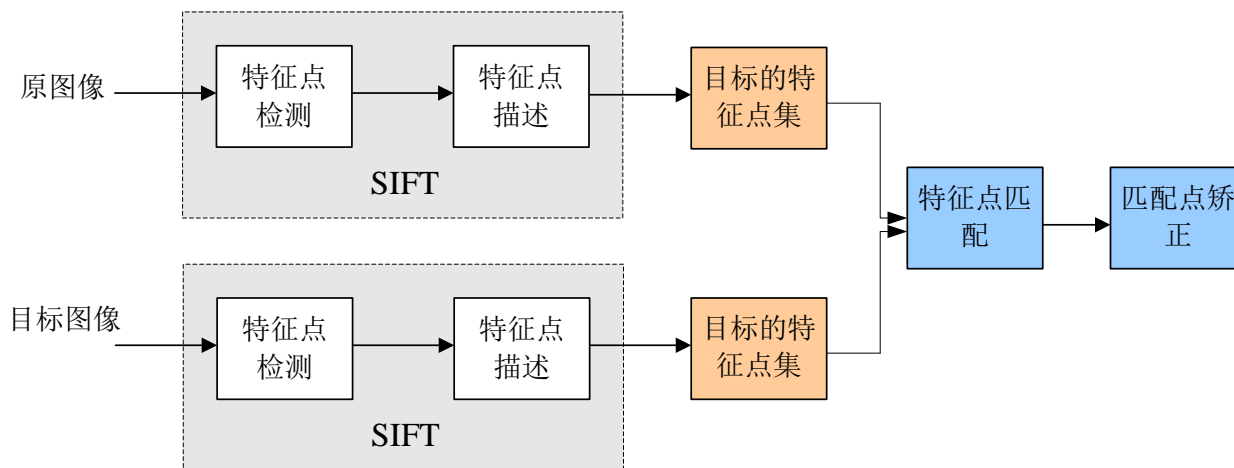 原图像
特征点
检测
特征点
描述
SIFT
目标的特
征点集
目标图像
特征点
检测
特征点
描述
SIFT
目标的特
征点集
特征点匹
配
匹配点矫
正